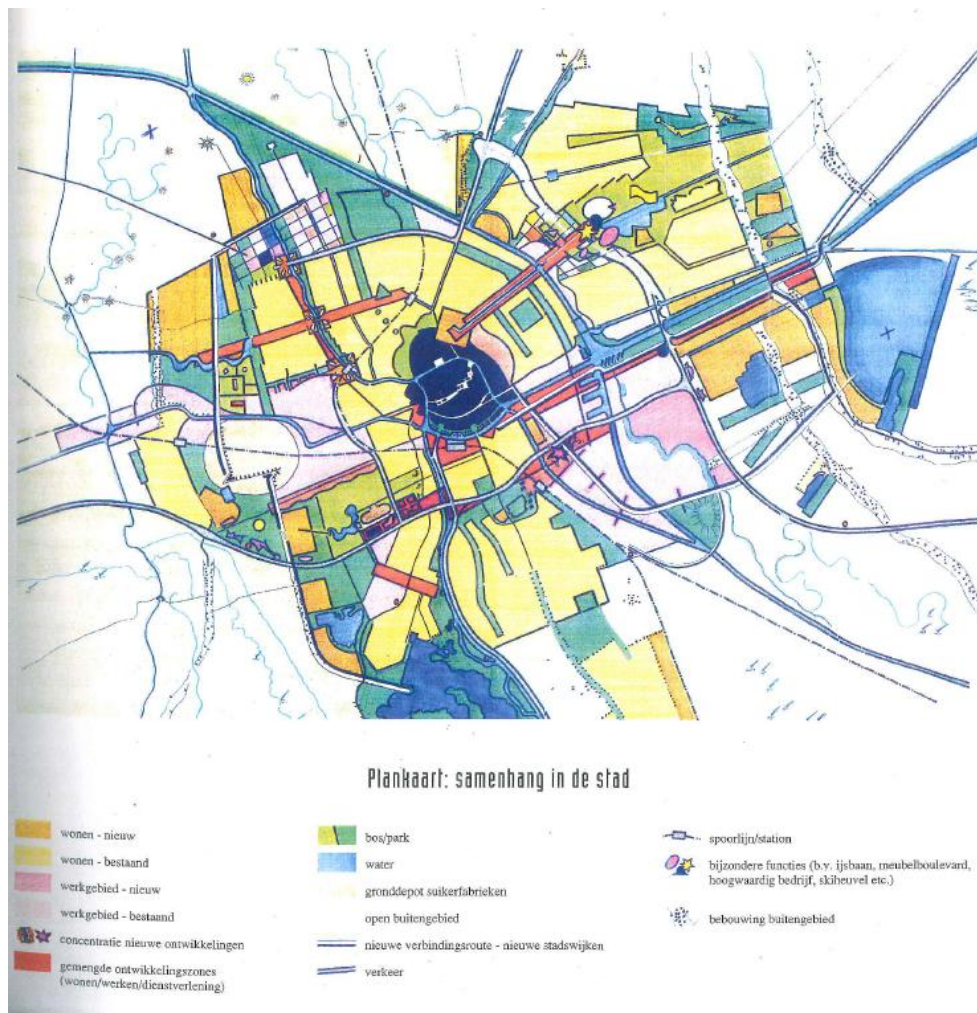 Plankaart: samenhang in de stad
wonen - nieuw
wonen - bestaand
werkgebied - nieuw
werkgebied - bestaand
concentratie nieuwe ontwikkelingen
gemengde ontwikkelingszones
(wonen/werken/dienstverlening)
bos/park
water
gronddepot suikerfabrieken
open buitengebied
nieuwe verbindingsroute - nieuwe stadswijken
verkeer
spoorlijn/station
bijzondere functies (b.v. ijsbaan, meubelboulevard,
hoogwaardig bedrijf, skiheuvel etc.)
bebouwing buitengebied